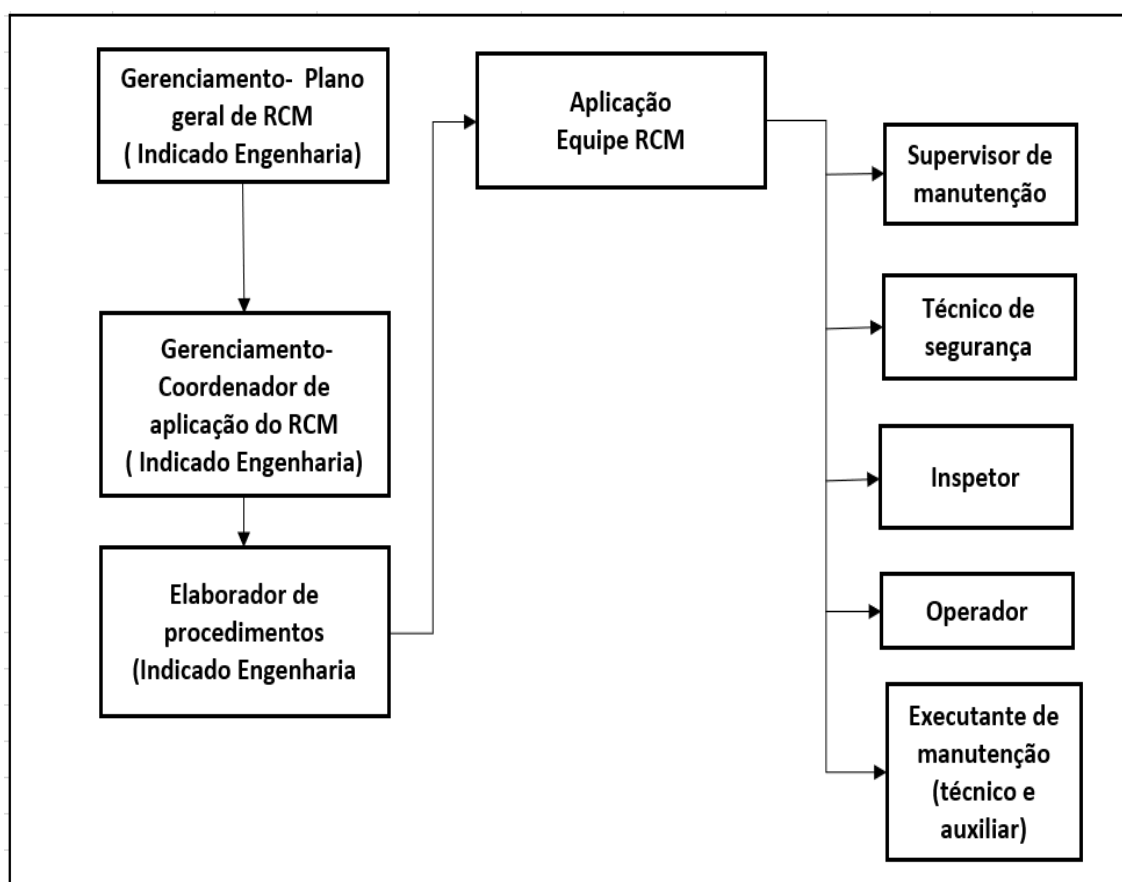 Gerenciamento-  Plano
geral de RCM
( Indicado Engenharia)
Gerenciamento-
Coordenador de
aplicação do RCM
( Indicado Engenharia)
Elaborador de
procedimentos
(Indicado Engenharia
Aplicação
Equipe RCM
Supervisor de
manutenção
Técnico de
segurança
Inspetor
Operador
Executante de
manutenção
(técnico e
auxiliar)